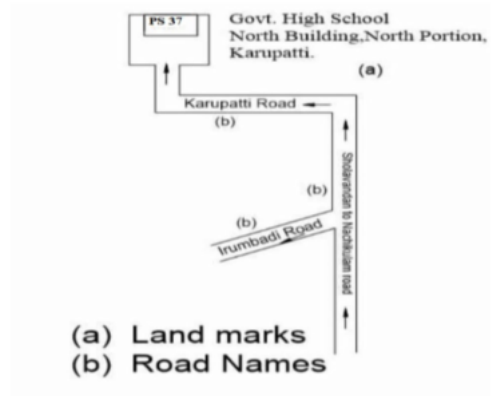 PS 37
Govt. High School
North Building,North Portion,
Karupatti.
(a)
Karupatti Road
(b)
(b)
Sholavandan to Nachikulam road
(b)
Irumbadi Road
(a) Land marks
(b) Road Names